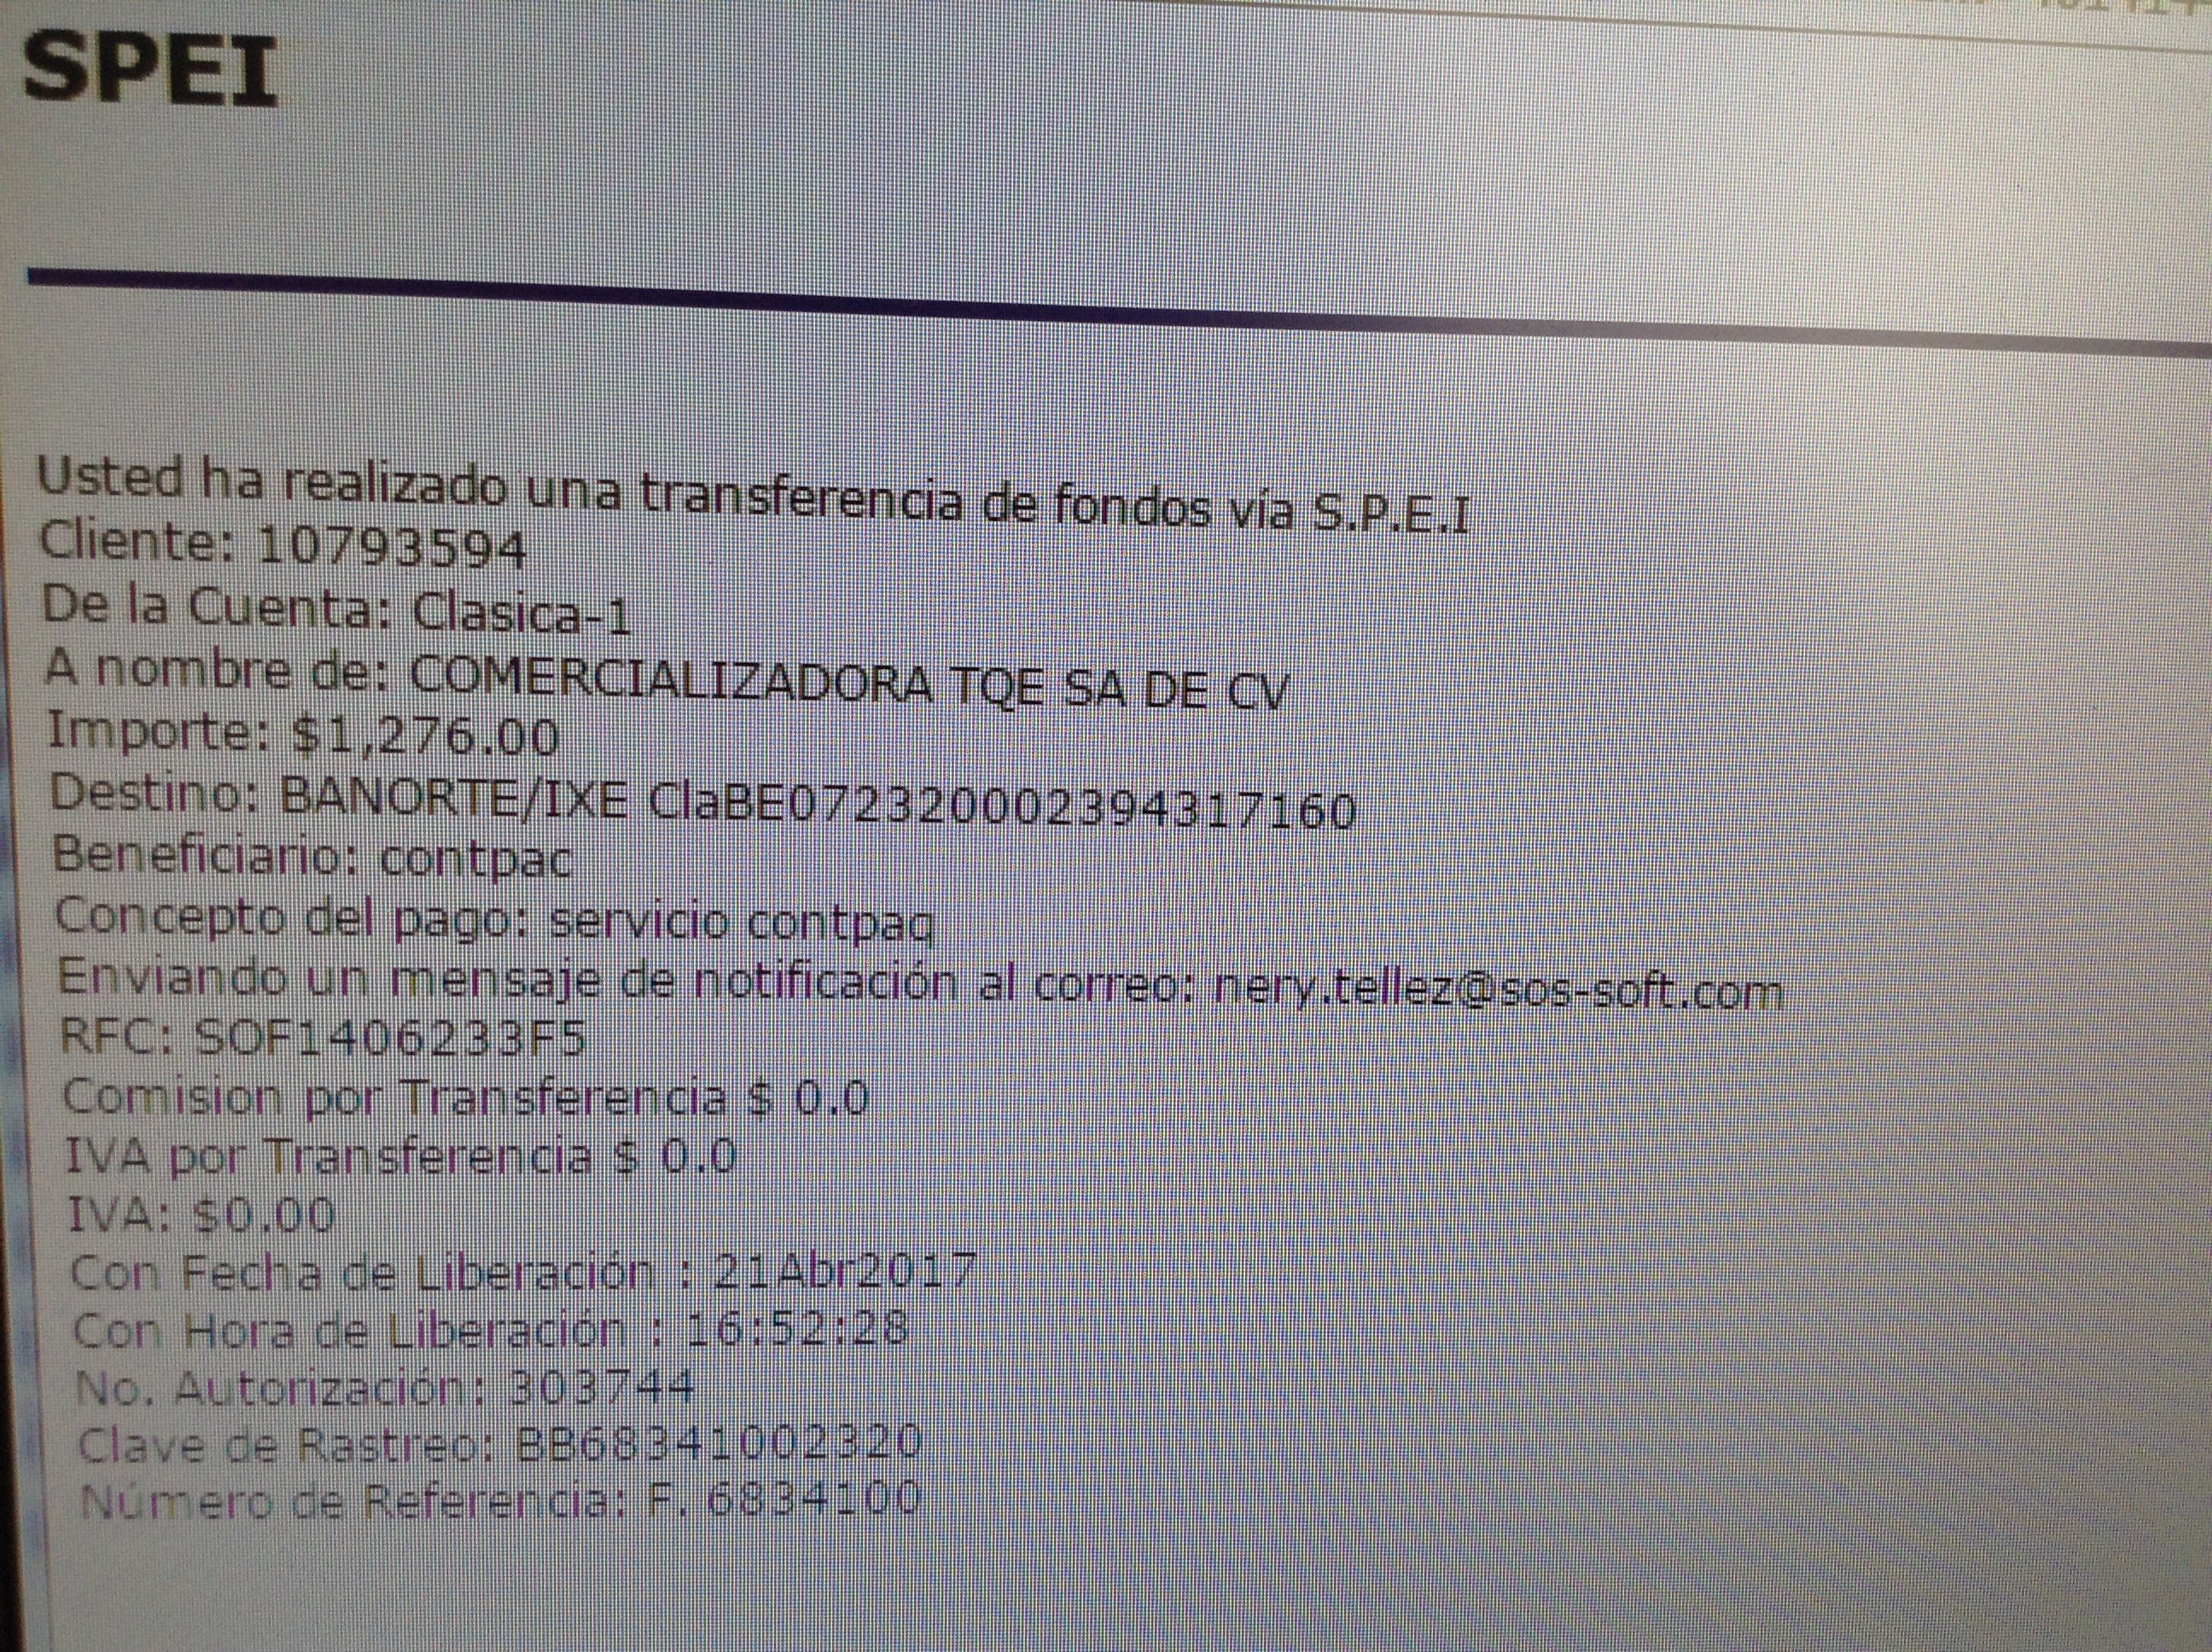 SPEI
Usted ha realizado una transferencia de fondos vía S.P.E.I
Cliente: 10793594
De la Cuenta: Clasica-1
A nombre de: COMERCIALIZADORA TQE SA DE CV
Importe: $1,276.00
Destino: BANORTE/IXE ClaBE072320002394317160
Beneficiario: contpac
Concepto del pago: servicio contpaq
Enviando un mensaje de notificación al correo: nery.tellez@sos-soft.com
RFC: SOF1406233F5
Comision por Transferencia $ 0.0
IVA por Transferencia $ 0.0
IVA: $0.00
Con Fecha de Liberación : 21Abr2017
Con Hora de Liberación : 16:52:28
No. Autorización: 303744
Clave de Rastreo: BB68341002320
Número de Referencia: F. 6834100